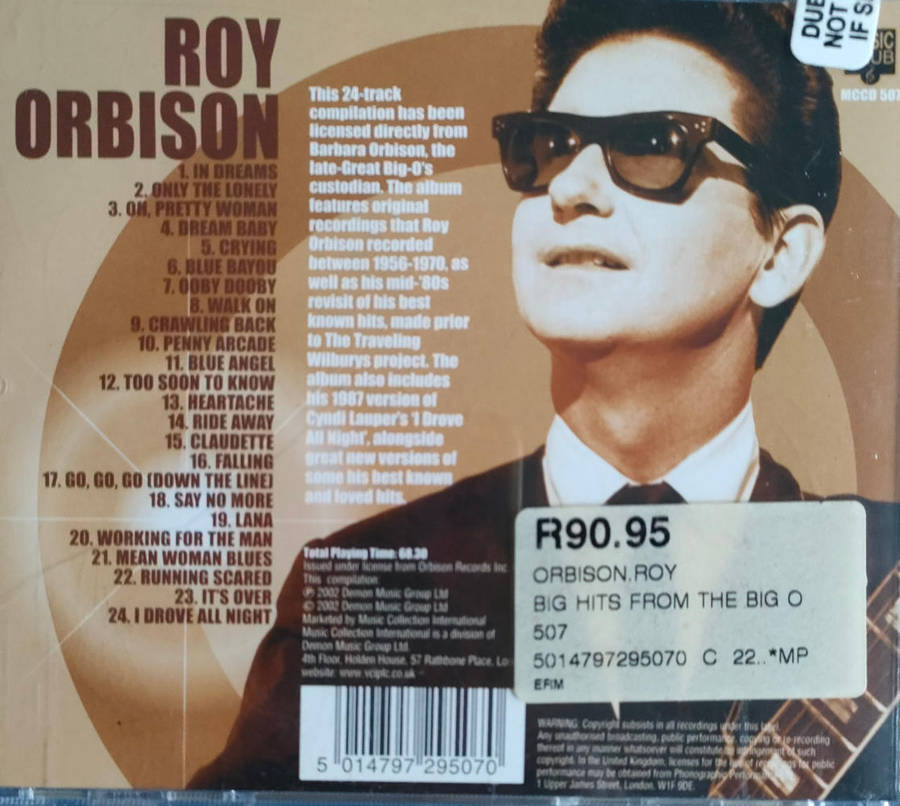 ROY
ORBISON
1. IN DREAMS
2. ONLY THE LONELY
3. OH, PRETTY WOMAN
4. DREAM BABY
5. CRYING
6. BLUE BAYOU
7. OOBY DOOBY
8. WALK ON
9. CRAWLING BACK
10. PENNY ARCADE
11. BLUE ANGEL
12. TOO SOON TO KNOW
13. HEARTACHE
14. RIDE AWAY
15. CLAUDETTE
16. FALLING
17. GO, GO, GO (DOWN THE LINE)
18. SAY NO MORE
19. LANA
20. WORKING FOR THE MAN
21. MEAN WOMAN BLUES
22. RUNNING SCARED
23. IT'S OVER
24. I DROVE ALL NIGHT
This 24-track
compilation has been
licensed directly from
Barbara Orbison, the
late-Great Big-O's
custodian. The album
features original
recordings that Roy
Orbison recorded
between 1956-1970, as
well as his mid-'80s
revisit of his best
known hits, made prior
to The Traveling
Wilburys project. The
album also includes
his 1987 version of
Cyndi Lauper's 'I Drove
All Night', alongside
great new versions of
some his best known
and loved hits.
Total Playing Time: 68.30
Issued under license from Orbison Records Inc
This compilation:
℗ 2002 Demon Music Group Ltd
© 2002 Demon Music Group Ltd
Marketed by Music Collection International
Music Collection International is a division of
Demon Music Group Ltd.
4th Floor, Holden House, 57 Rathbone Place, Lo
website: www.vciplc.co.uk
5 014797 295070
DUE
NOT
IF S
SIC
UB
MCCD 507
R90.95
ORBISON.ROY
BIG HITS FROM THE BIG O
507
5014797295070 C 22..*MP
EFIM
WARNING: Copyright subsists in all recordings under this label.
Any unauthorised broadcasting, public performance, copying or re-recording
thereof in any manner whatsoever will constitute an infringement of such
copyright. In the United Kingdom, licenses for the use of recordings for public
performance may be obtained from Phonographic Performa
1 Upper James Street, London, W1F 9DE.